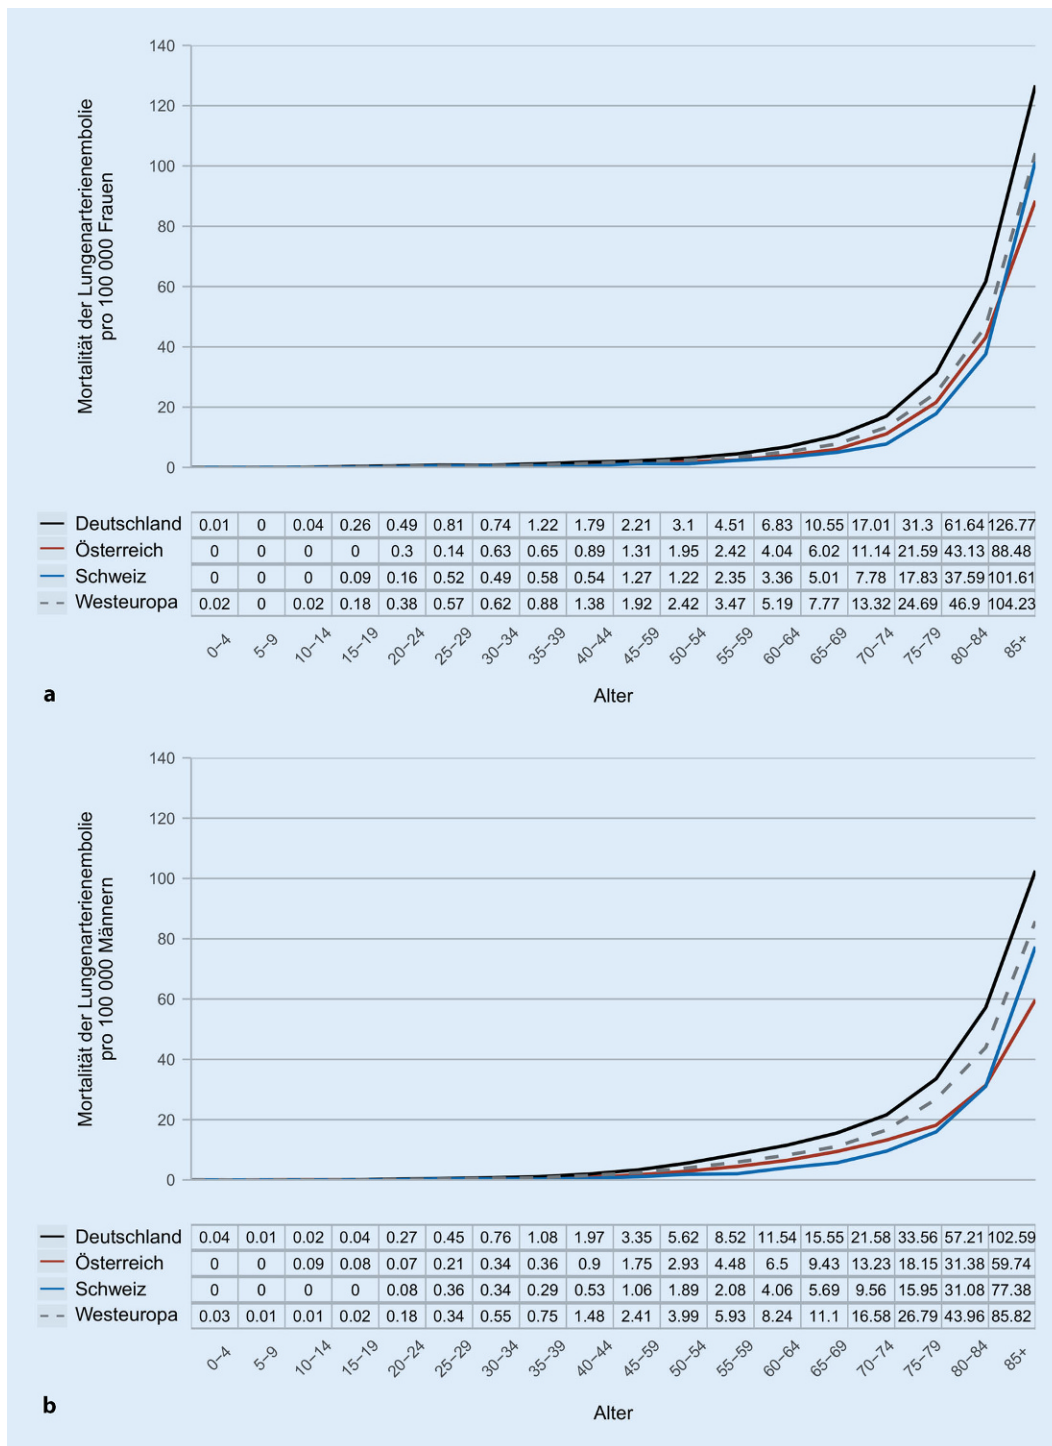 140
120
100
80
60
40
20
0
Mortalität der Lungenarterienembolie
pro 100 000 Frauen
Deutschland 0.01 0 0.04 0.26 0.49 0.81 0.74 1.22 1.79 2.21 3.1 4.51 6.83 10.55 17.01 31.3 61.64 126.77
Österreich 0 0 0 0 0.3 0.14 0.63 0.65 0.89 1.31 1.95 2.42 4.04 6.02 11.14 21.59 43.13 88.48
Schweiz 0 0 0 0.09 0.16 0.52 0.49 0.58 0.54 1.27 1.22 2.35 3.36 5.01 7.78 17.83 37.59 101.61
Westeuropa 0.02 0 0.02 0.18 0.38 0.57 0.62 0.88 1.38 1.92 2.42 3.47 5.19 7.77 13.32 24.69 46.9 104.23
0–4 5–9 10–14 15–19 20–24 25–29 30–34 35–39 40–44 45–59 50–54 55–59 60–64 65–69 70–74 75–79 80–84 85+
a
Alter
140
120
100
80
60
40
20
0
Mortalität der Lungenarterienembolie
pro 100 000 Männern
Deutschland 0.04 0.01 0.02 0.04 0.27 0.45 0.76 1.08 1.97 3.35 5.62 8.52 11.54 15.55 21.58 33.56 57.21 102.59
Österreich 0 0 0.09 0.08 0.07 0.21 0.34 0.36 0.9 1.75 2.93 4.48 6.5 9.43 13.23 18.15 31.38 59.74
Schweiz 0 0 0 0 0.08 0.36 0.34 0.29 0.53 1.06 1.89 2.08 4.06 5.69 9.56 15.95 31.08 77.38
Westeuropa 0.03 0.01 0.01 0.02 0.18 0.34 0.55 0.75 1.48 2.41 3.99 5.93 8.24 11.1 16.58 26.79 43.96 85.82
0–4 5–9 10–14 15–19 20–24 25–29 30–34 35–39 40–44 45–59 50–54 55–59 60–64 65–69 70–74 75–79 80–84 85+
b
Alter